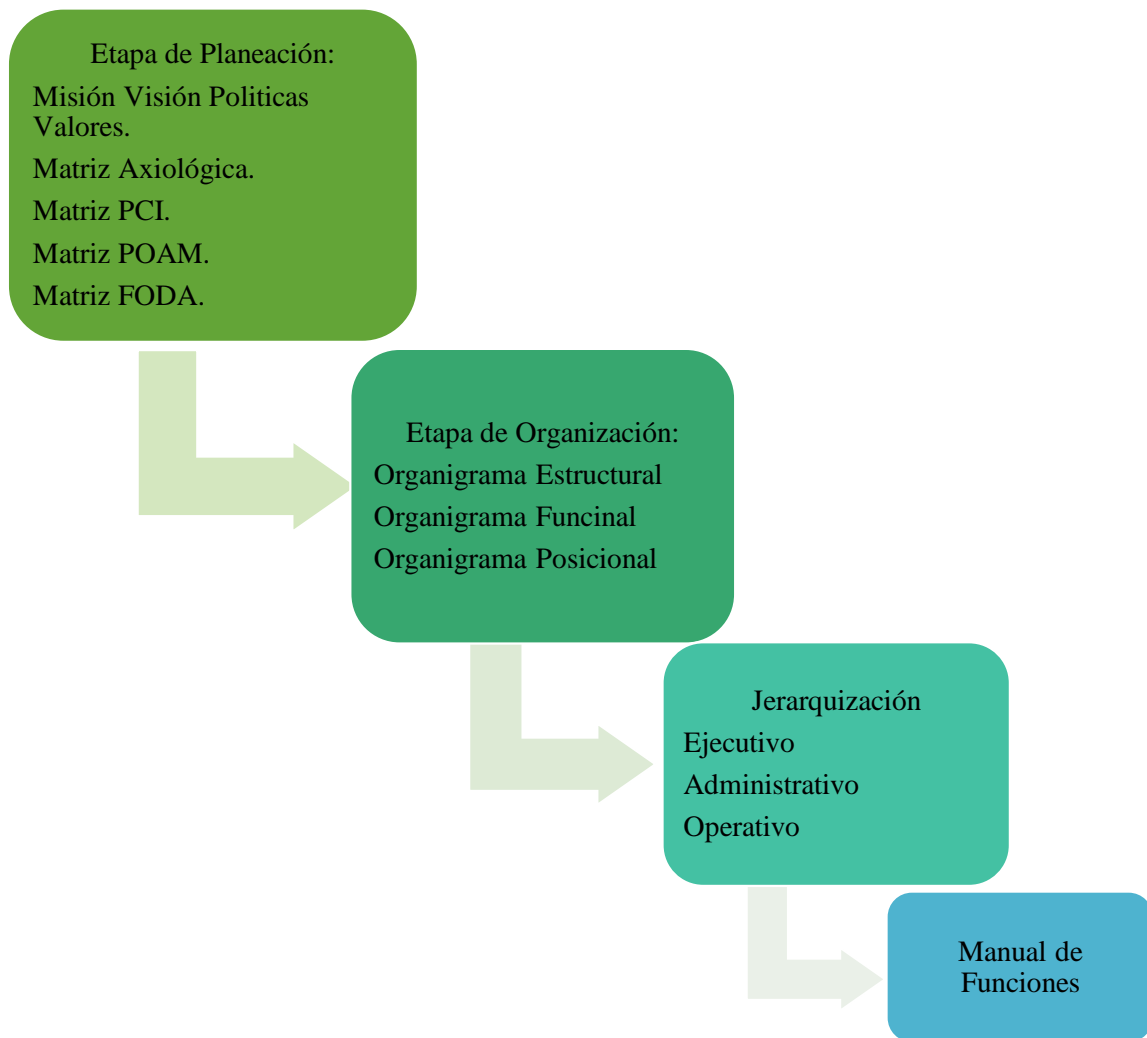 Etapa de Planeación:
Misión Visión Politicas
Valores.
Matriz Axiológica.
Matriz PCI.
Matriz POAM.
Matriz FODA.
Etapa de Organización:
Organigrama Estructural
Organigrama Funcinal
Organigrama Posicional
Jerarquización
Ejecutivo
Administrativo
Operativo
Manual de
Funciones